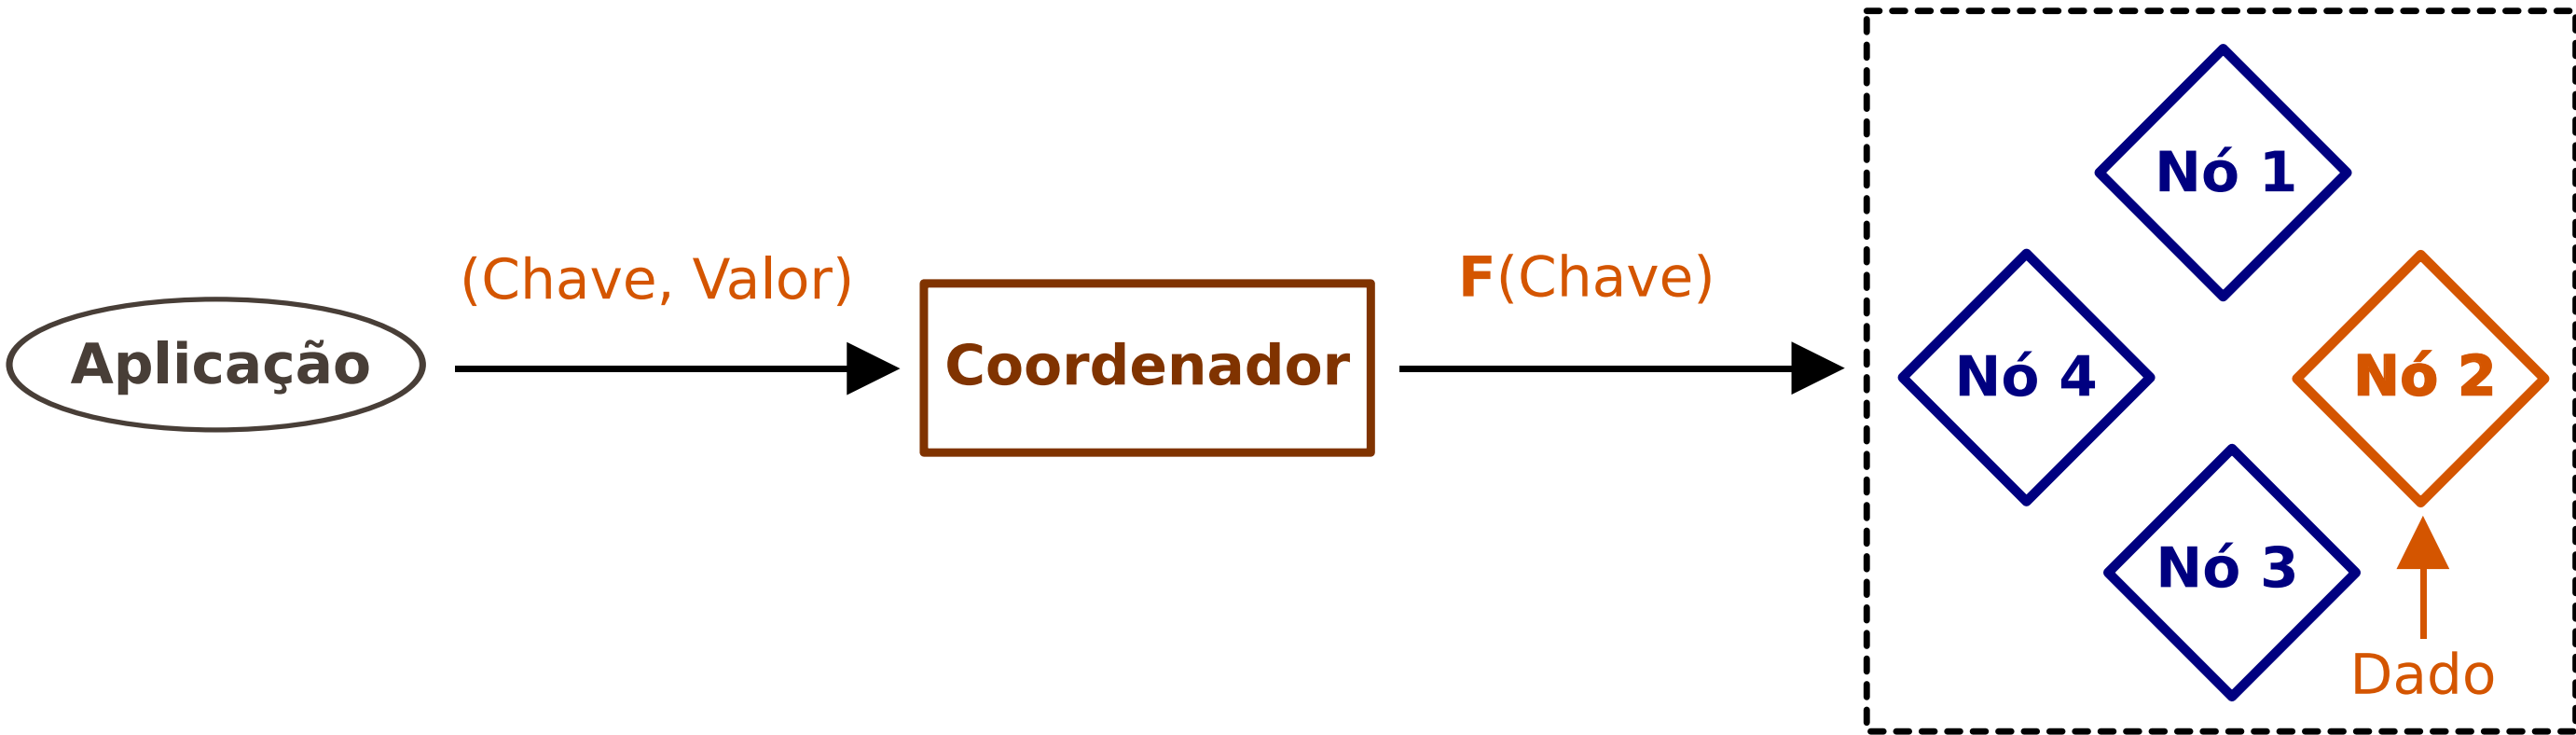 Aplicação
(Chave, Valor)
Coordenador
F(Chave)
Nó 1
Nó 4
Nó 2
Nó 3
Dado